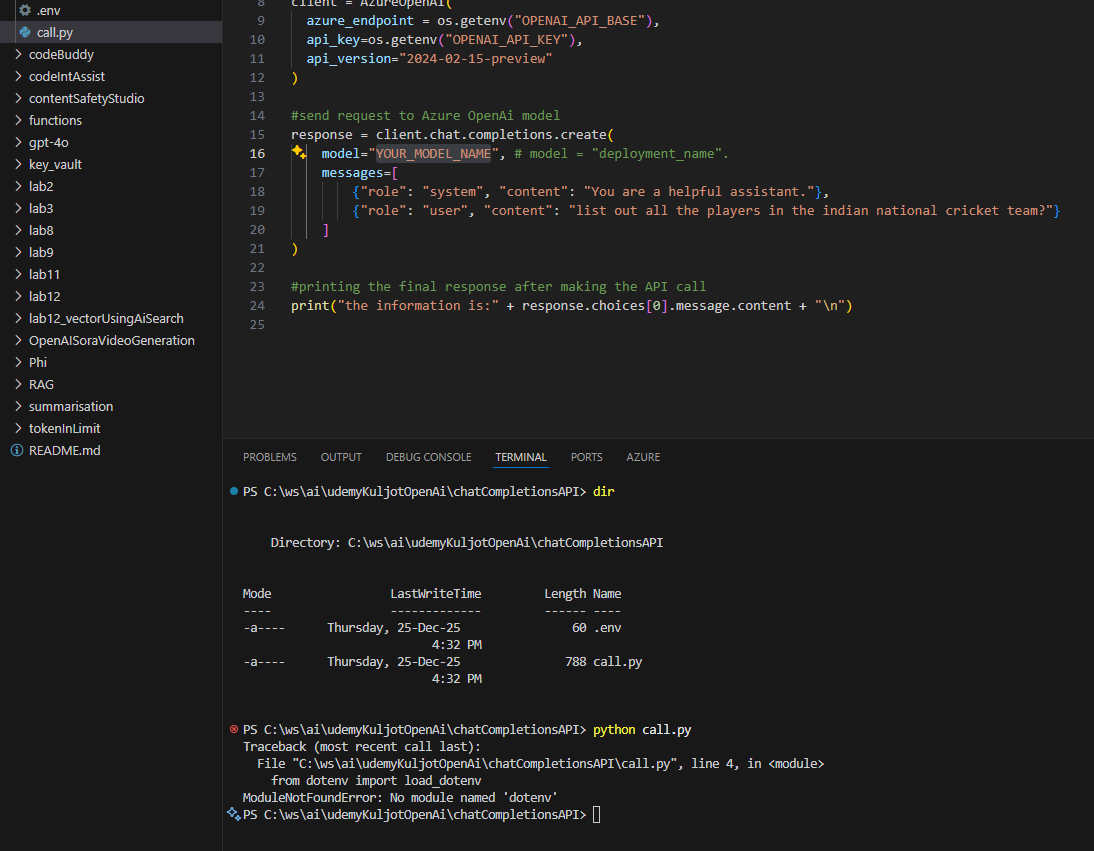 .env
call.py
codeBuddy
codeIntAssist
contentSafetyStudio
functions
gpt-4o
key_vault
lab2
lab3
lab8
lab9
lab11
lab12
lab12_vectorUsingAiSearch
OpenAISoraVideoGeneration
Phi
RAG
summarisation
tokenInLimit
README.md
8 client = AzureOpenAI(
9 azure_endpoint = os.getenv("OPENAI_API_BASE"),
10 api_key=os.getenv("OPENAI_API_KEY"),
11 api_version="2024-02-15-preview"
12 )
13
14 #send request to Azure OpenAi model
15 response = client.chat.completions.create(
16 model="YOUR_MODEL_NAME", # model = "deployment_name".
17 messages=[
18 {"role": "system", "content": "You are a helpful assistant."},
19 {"role": "user", "content": "list out all the players in the indian national cricket team?"}
20 ]
21 )
22
23 #printing the final response after making the API call
24 print("the information is:" + response.choices[0].message.content + "\n")
25
PROBLEMS OUTPUT DEBUG CONSOLE TERMINAL PORTS AZURE
PS C:\ws\ai\udemyKuljotOpenAi\chatCompletionsAPI> dir
Directory: C:\ws\ai\udemyKuljotOpenAi\chatCompletionsAPI
Mode LastWriteTime Length Name
---- ------------- ------ ----
-a---- Thursday, 25-Dec-25 60 .env
4:32 PM
-a---- Thursday, 25-Dec-25 788 call.py
4:32 PM
PS C:\ws\ai\udemyKuljotOpenAi\chatCompletionsAPI> python call.py
Traceback (most recent call last):
File "C:\ws\ai\udemyKuljotOpenAi\chatCompletionsAPI\call.py", line 4, in <module>
from dotenv import load_dotenv
ModuleNotFoundError: No module named 'dotenv'
PS C:\ws\ai\udemyKuljotOpenAi\chatCompletionsAPI>